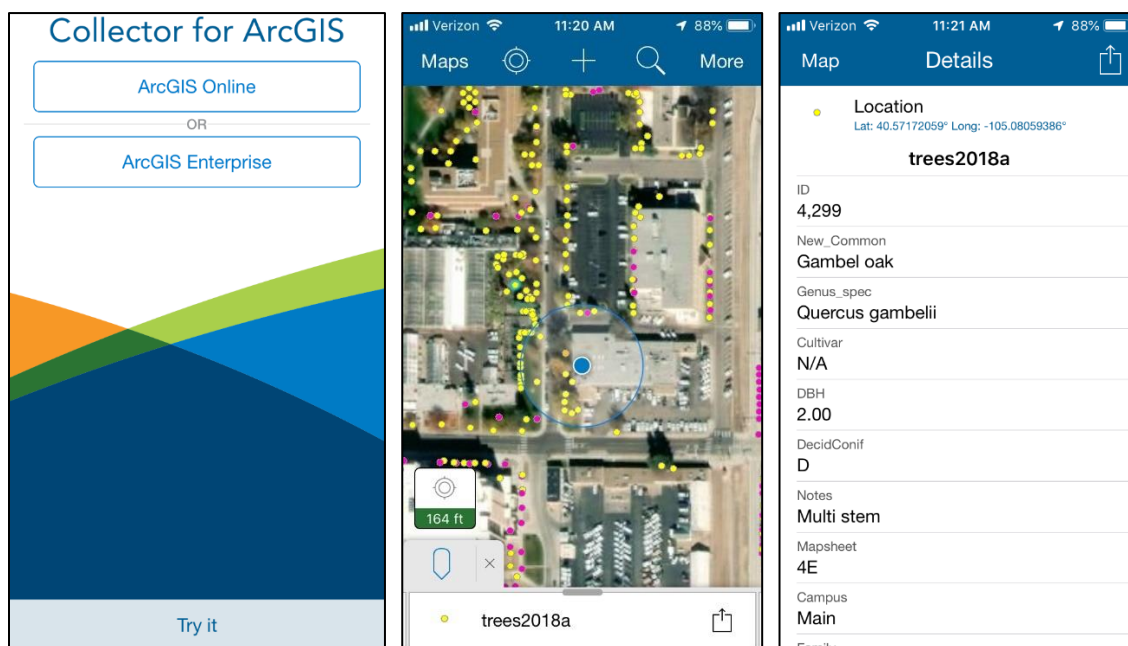 Collector for ArcGIS
ArcGIS Online
OR
ArcGIS Enterprise
Try it
Verizon 11:20 AM 88%
Maps More
164 ft
trees2018a
Verizon 11:21 AM 88%
Map Details
Location
Lat: 40.57172059° Long: -105.08059386°
trees2018a
ID
4,299
New_Common
Gambel oak
Genus_spec
Quercus gambelii
Cultivar
N/A
DBH
2.00
DecidConif
D
Notes
Multi stem
Mapsheet
4E
Campus
Main